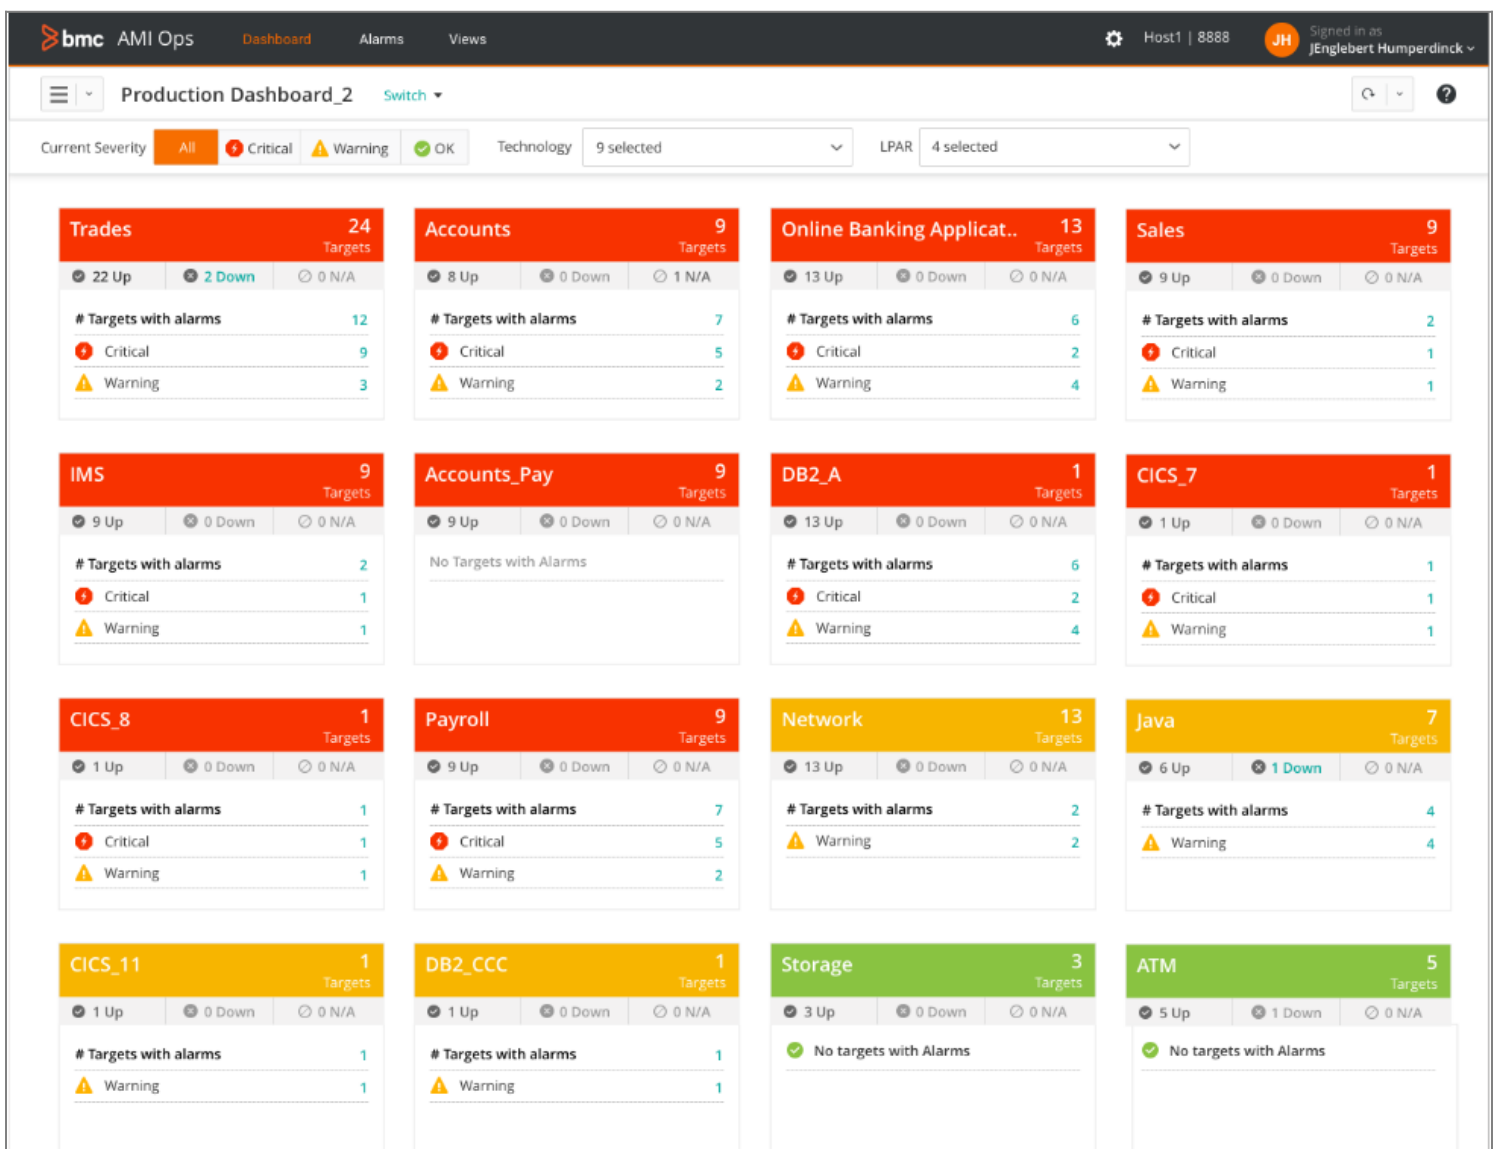 bmc AMI Ops Dashboard Alarms Views Host1 | 8888 JH Signed in as
JEnglebert Humperdinck
Production Dashboard_2 Switch
Current Severity All Critical Warning OK Technology 9 selected LPAR 4 selected
Trades 24 Targets
22 Up 2 Down 0 N/A
# Targets with alarms 12
Critical 9
Warning 3
Accounts 9 Targets
8 Up 0 Down 1 N/A
# Targets with alarms 7
Critical 5
Warning 2
Online Banking Applicat.. 13 Targets
13 Up 0 Down 0 N/A
# Targets with alarms 6
Critical 2
Warning 4
Sales 9 Targets
9 Up 0 Down 0 N/A
# Targets with alarms 2
Critical 1
Warning 1
IMS 9 Targets
9 Up 0 Down 0 N/A
# Targets with alarms 2
Critical 1
Warning 1
Accounts_Pay 9 Targets
9 Up 0 Down 0 N/A
No Targets with Alarms
DB2_A 1 Targets
13 Up 0 Down 0 N/A
# Targets with alarms 6
Critical 2
Warning 4
CICS_7 1 Targets
1 Up 0 Down 0 N/A
# Targets with alarms 1
Critical 1
Warning 1
CICS_8 1 Targets
1 Up 0 Down 0 N/A
# Targets with alarms 1
Critical 1
Warning 1
Payroll 9 Targets
9 Up 0 Down 0 N/A
# Targets with alarms 7
Critical 5
Warning 2
Network 13 Targets
13 Up 0 Down 0 N/A
# Targets with alarms 2
Warning 2
Java 7 Targets
6 Up 1 Down 0 N/A
# Targets with alarms 4
Warning 4
CICS_11 1 Targets
1 Up 0 Down 0 N/A
# Targets with alarms 1
Warning 1
DB2_CCC 1 Targets
1 Up 0 Down 0 N/A
# Targets with alarms 1
Warning 1
Storage 3 Targets
3 Up 0 Down 0 N/A
No targets with Alarms
ATM 5 Targets
5 Up 1 Down 0 N/A
No targets with Alarms